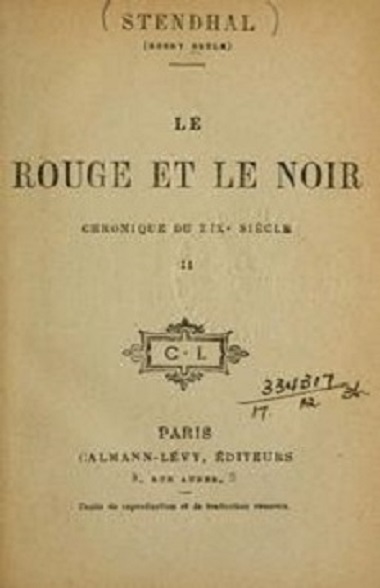 ( STENDHAL )
(HENRY BEYLE)
LE
ROUGE ET LE NOIR
CHRONIQUE DU XIXe SIÈCLE
II
C-L
334517
17 12
PARIS
CALMANN-LÉVY, ÉDITEURS
3, RUE AUBER, 3
Droits de reproduction et de traduction réservés.